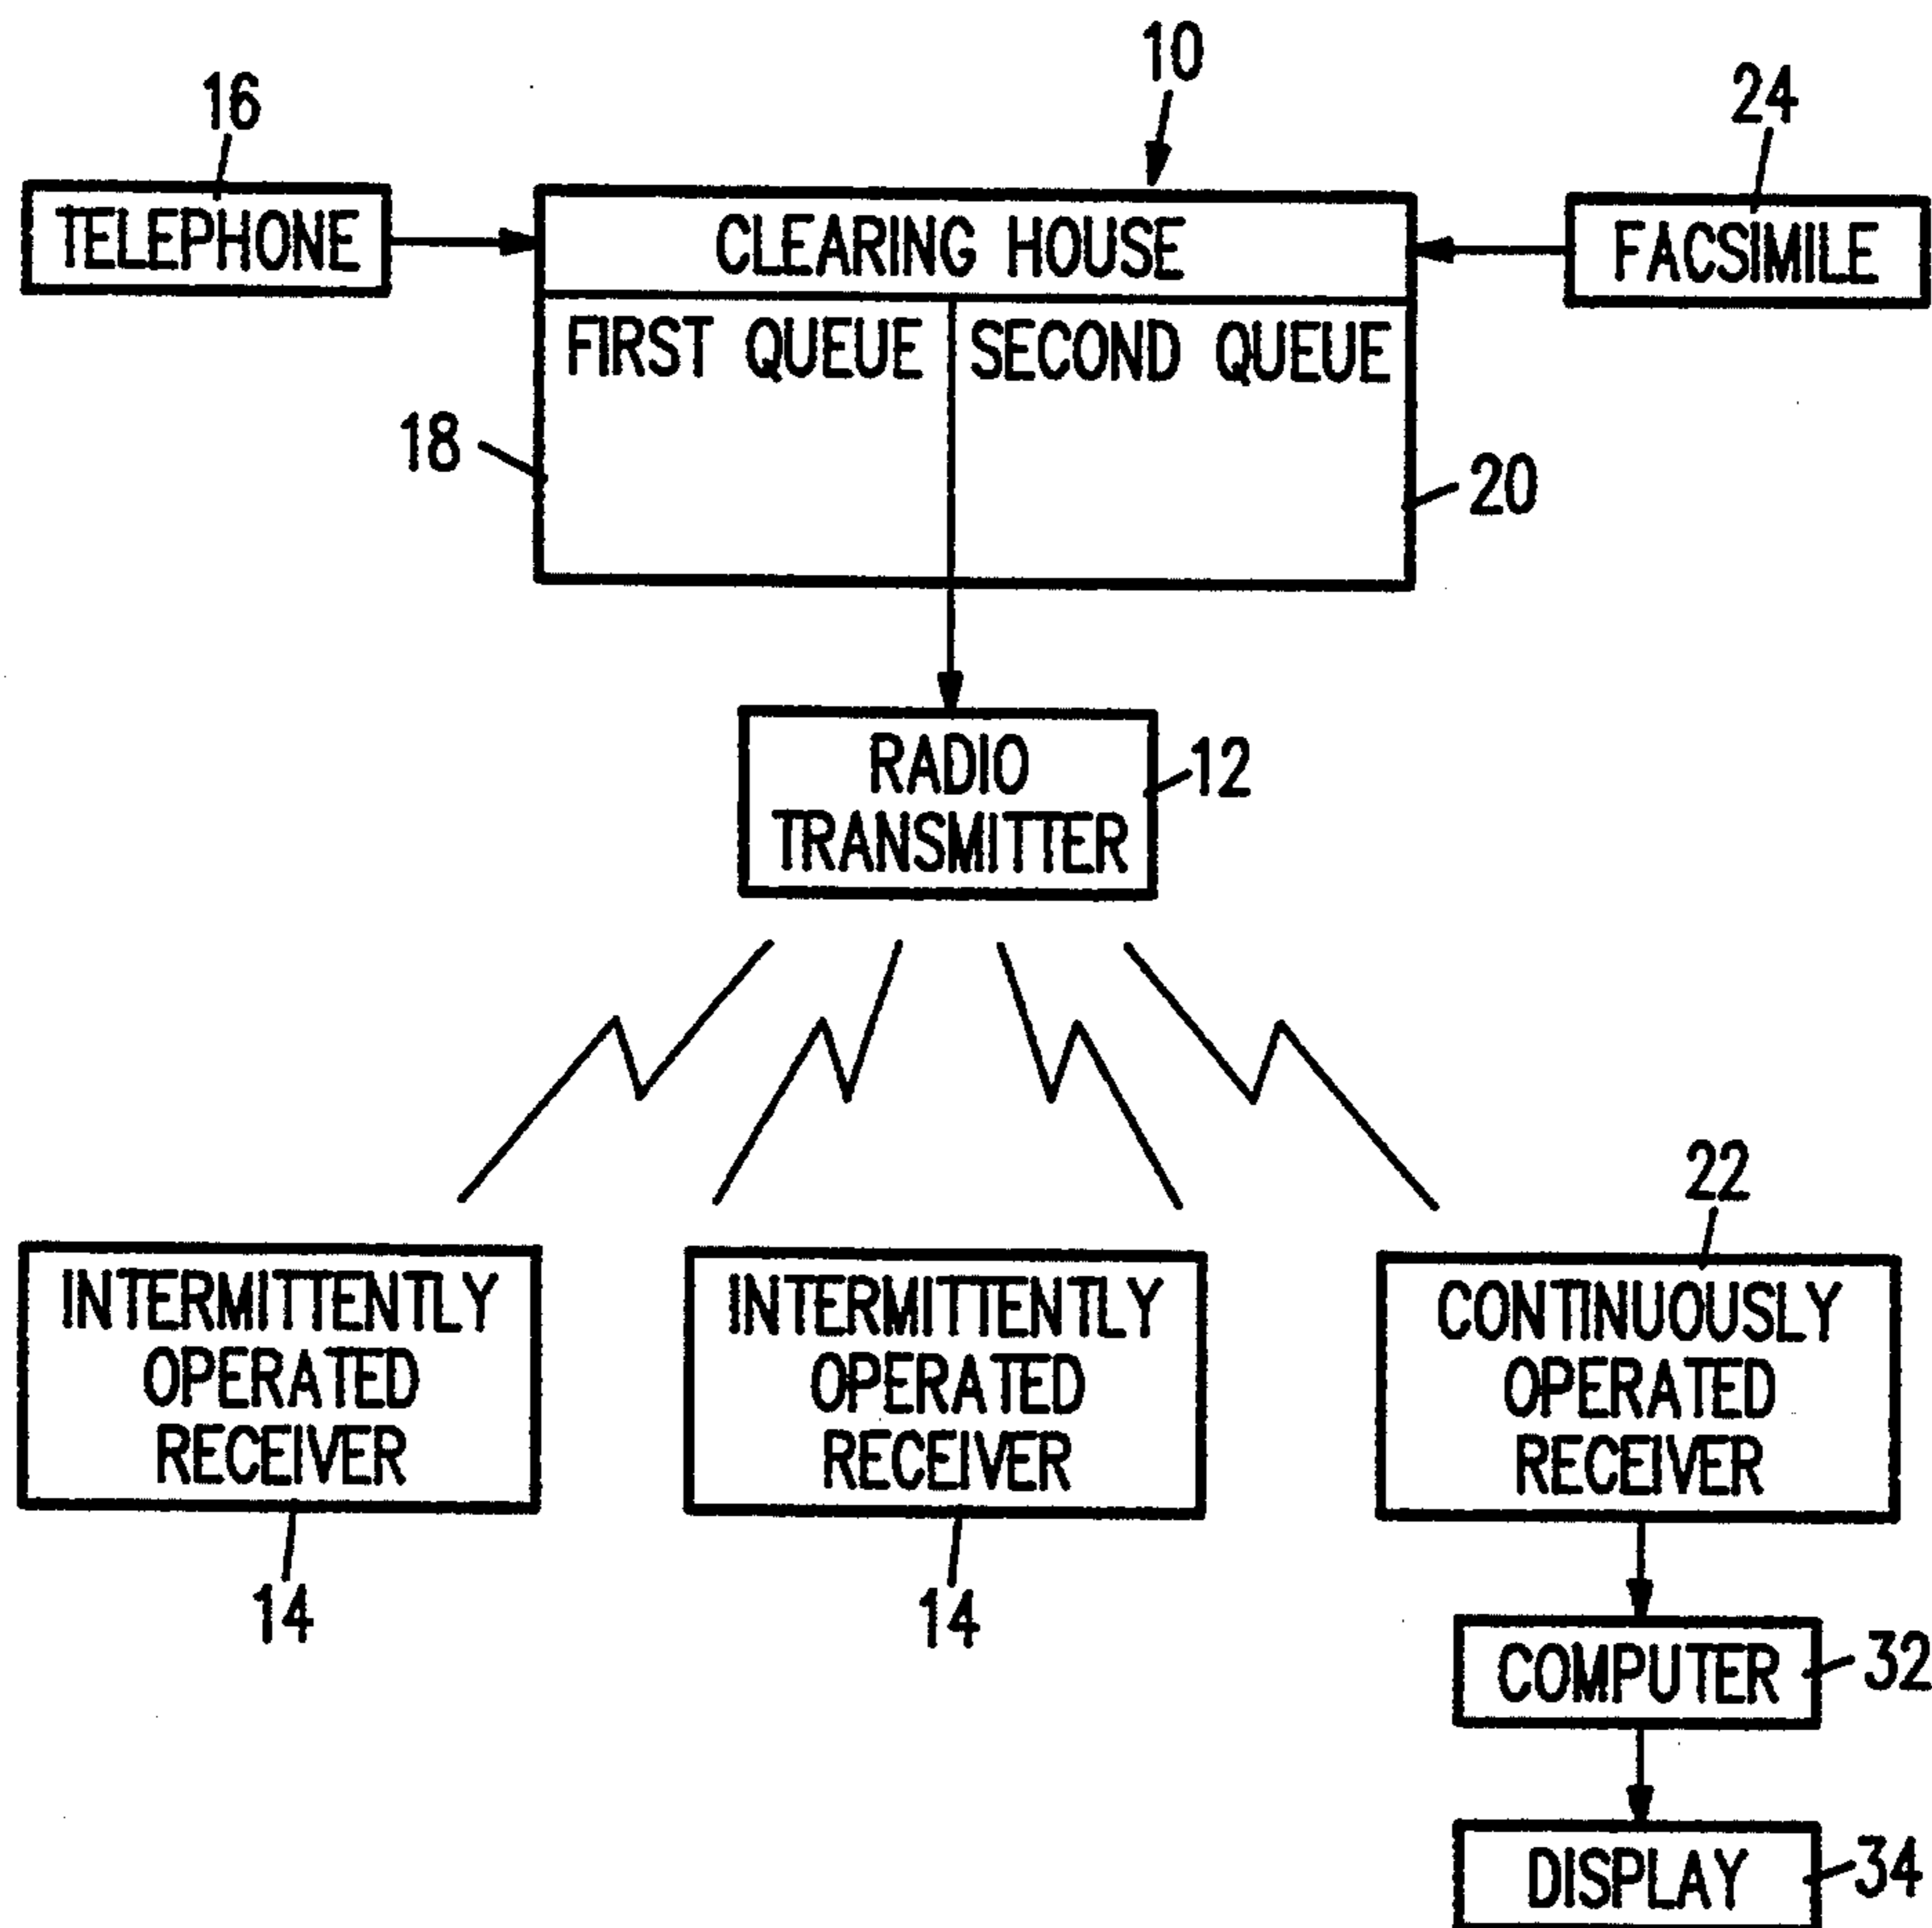 10
16
24
TELEPHONE
CLEARING HOUSE
FACSIMILE
FIRST QUEUE
SECOND QUEUE
18
20
RADIO
TRANSMITTER
12
22
INTERMITTENTLY
OPERATED
RECEIVER
14
INTERMITTENTLY
OPERATED
RECEIVER
14
CONTINUOUSLY
OPERATED
RECEIVER
COMPUTER
32
DISPLAY
34